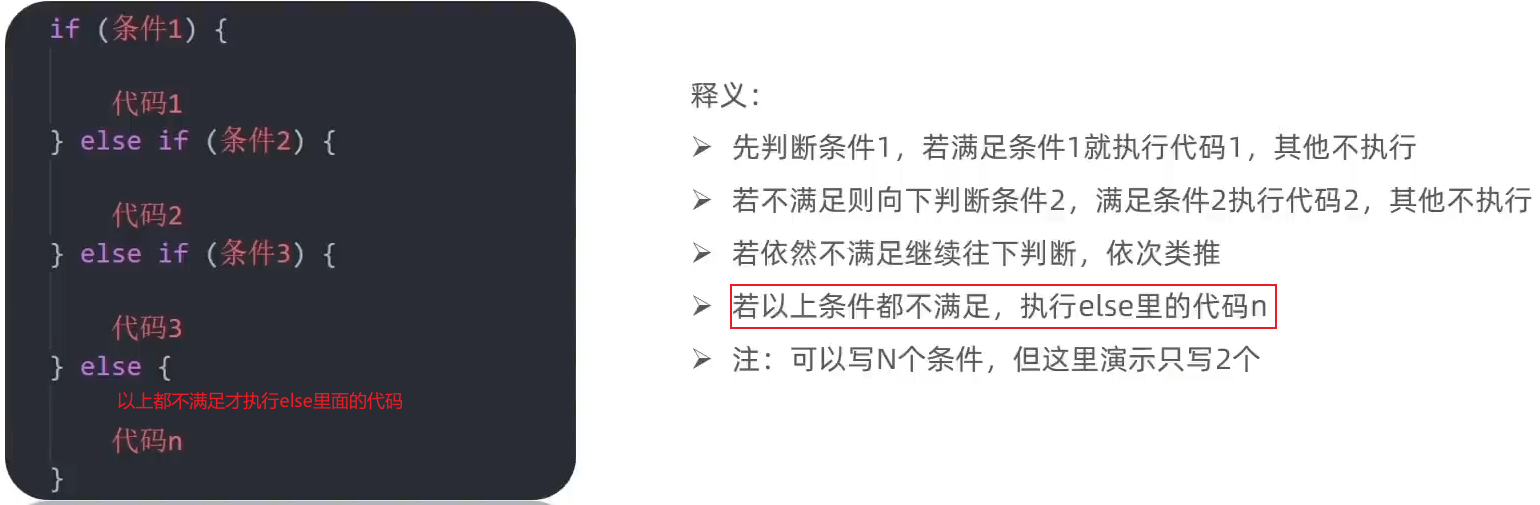 if (条件1) {
代码1
} else if (条件2) {
代码2
} else if (条件3) {
代码3
} else {
以上都不满足才执行else里面的代码
代码n
}
释义：
➢ 先判断条件1，若满足条件1就执行代码1，其他不执行
➢ 若不满足则向下判断条件2，满足条件2执行代码2，其他不执行
➢ 若依然不满足继续往下判断，依次类推
➢ 若以上条件都不满足，执行else里的代码n
➢ 注：可以写N个条件，但这里演示只写2个